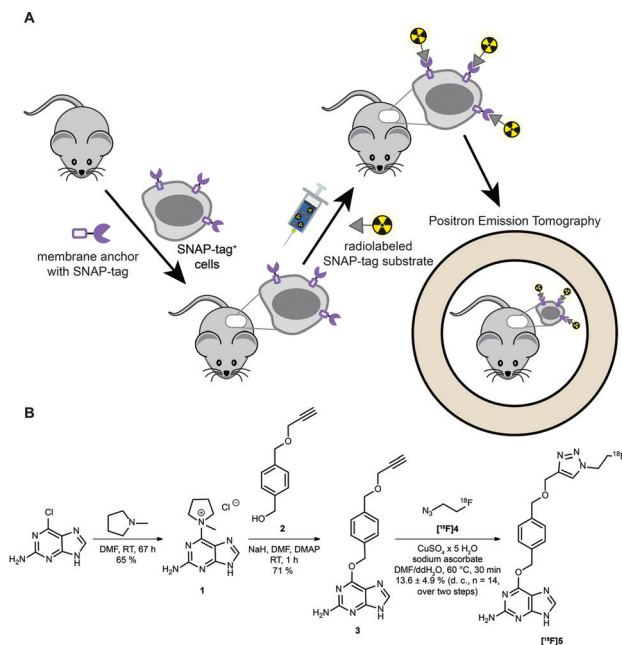 A
membrane anchor
with SNAP-tag
SNAP-tag⁺
cells
radiolabeled
SNAP-tag substrate
Positron Emission Tomography
B
Cl
N
N
H₂N
N
N
H
N
DMF, RT, 67 h
65 %
N
⊕
Cl ⊖
N
N
H₂N
N
N
H
1
O
HO
2
NaH, DMF, DMAP
RT, 1 h
71 %
O
O
N
N
H₂N
N
N
H
3
N₃
¹⁸F
[¹⁸F]4
CuSO₄ x 5 H₂O
sodium ascorbate
DMF/ddH₂O, 60 °C, 30 min
13.6 ± 4.9 % (d. c., n = 14,
over two steps)
N=N
N
¹⁸F
O
O
N
N
H₂N
N
N
H
[¹⁸F]5